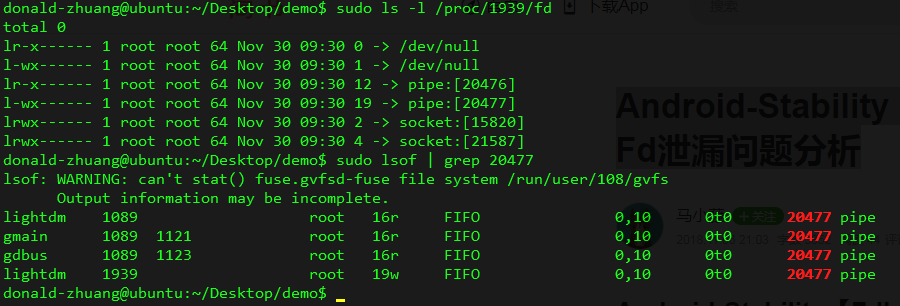 donald-zhuang@ubuntu:~/Desktop/demo$ sudo ls -l /proc/1939/fd
total 0
lr-x------ 1 root root 64 Nov 30 09:30 0 -> /dev/null
l-wx------ 1 root root 64 Nov 30 09:30 1 -> /dev/null
lr-x------ 1 root root 64 Nov 30 09:30 12 -> pipe:[20476]
l-wx------ 1 root root 64 Nov 30 09:30 19 -> pipe:[20477]
lrwx------ 1 root root 64 Nov 30 09:30 2 -> socket:[15820]
lrwx------ 1 root root 64 Nov 30 09:30 4 -> socket:[21587]
donald-zhuang@ubuntu:~/Desktop/demo$ sudo lsof | grep 20477
lsof: WARNING: can't stat() fuse.gvfsd-fuse file system /run/user/108/gvfs
      Output information may be incomplete.
lightdm   1089                  root   16r     FIFO               0,10      0t0      20477 pipe
gmain     1089  1121            root   16r     FIFO               0,10      0t0      20477 pipe
gdbus     1089  1123            root   16r     FIFO               0,10      0t0      20477 pipe
lightdm   1939                  root   19w     FIFO               0,10      0t0      20477 pipe
donald-zhuang@ubuntu:~/Desktop/demo$
下载App
搜索
Android-Stability
Fd泄漏问题分析
+关注